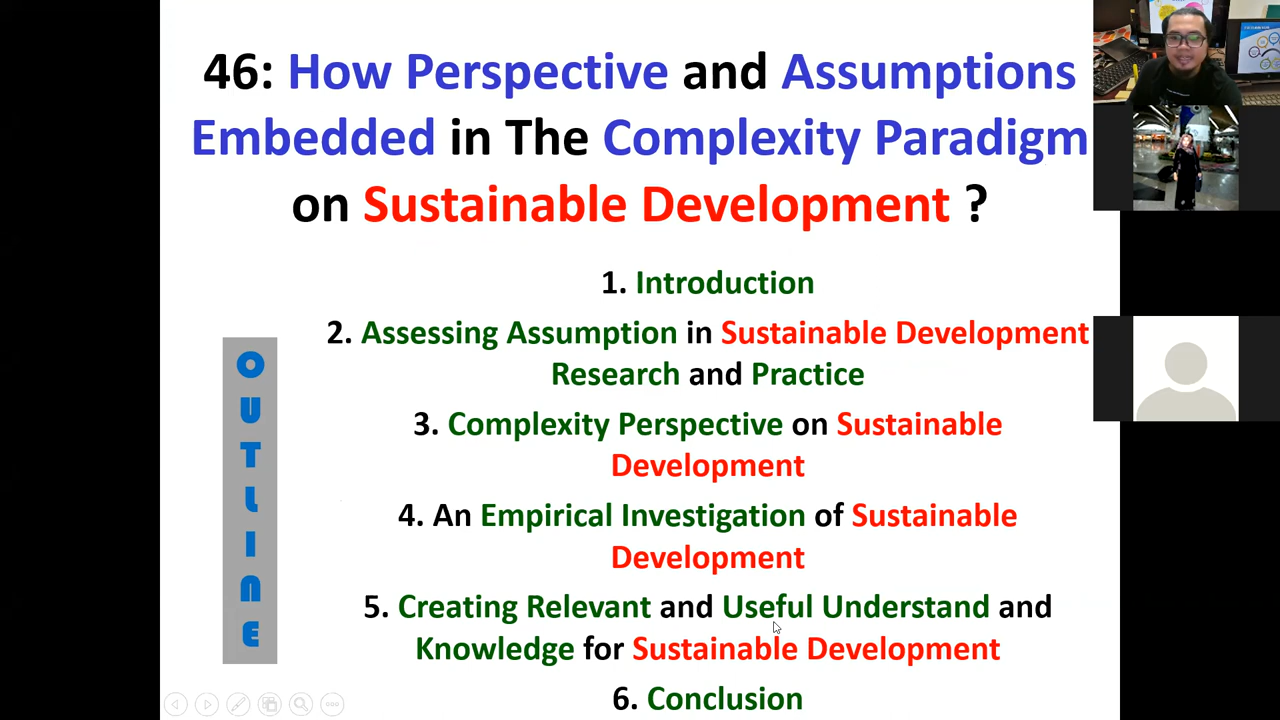 46: How Perspective and Assumptions
Embedded in The Complexity Paradigm
on Sustainable Development ?
1. Introduction
2. Assessing Assumption in Sustainable Development
Research and Practice
3. Complexity Perspective on Sustainable
Development
4. An Empirical Investigation of Sustainable
Development
5. Creating Relevant and Useful Understand and
Knowledge for Sustainable Development
6. Conclusion
OUTLINE